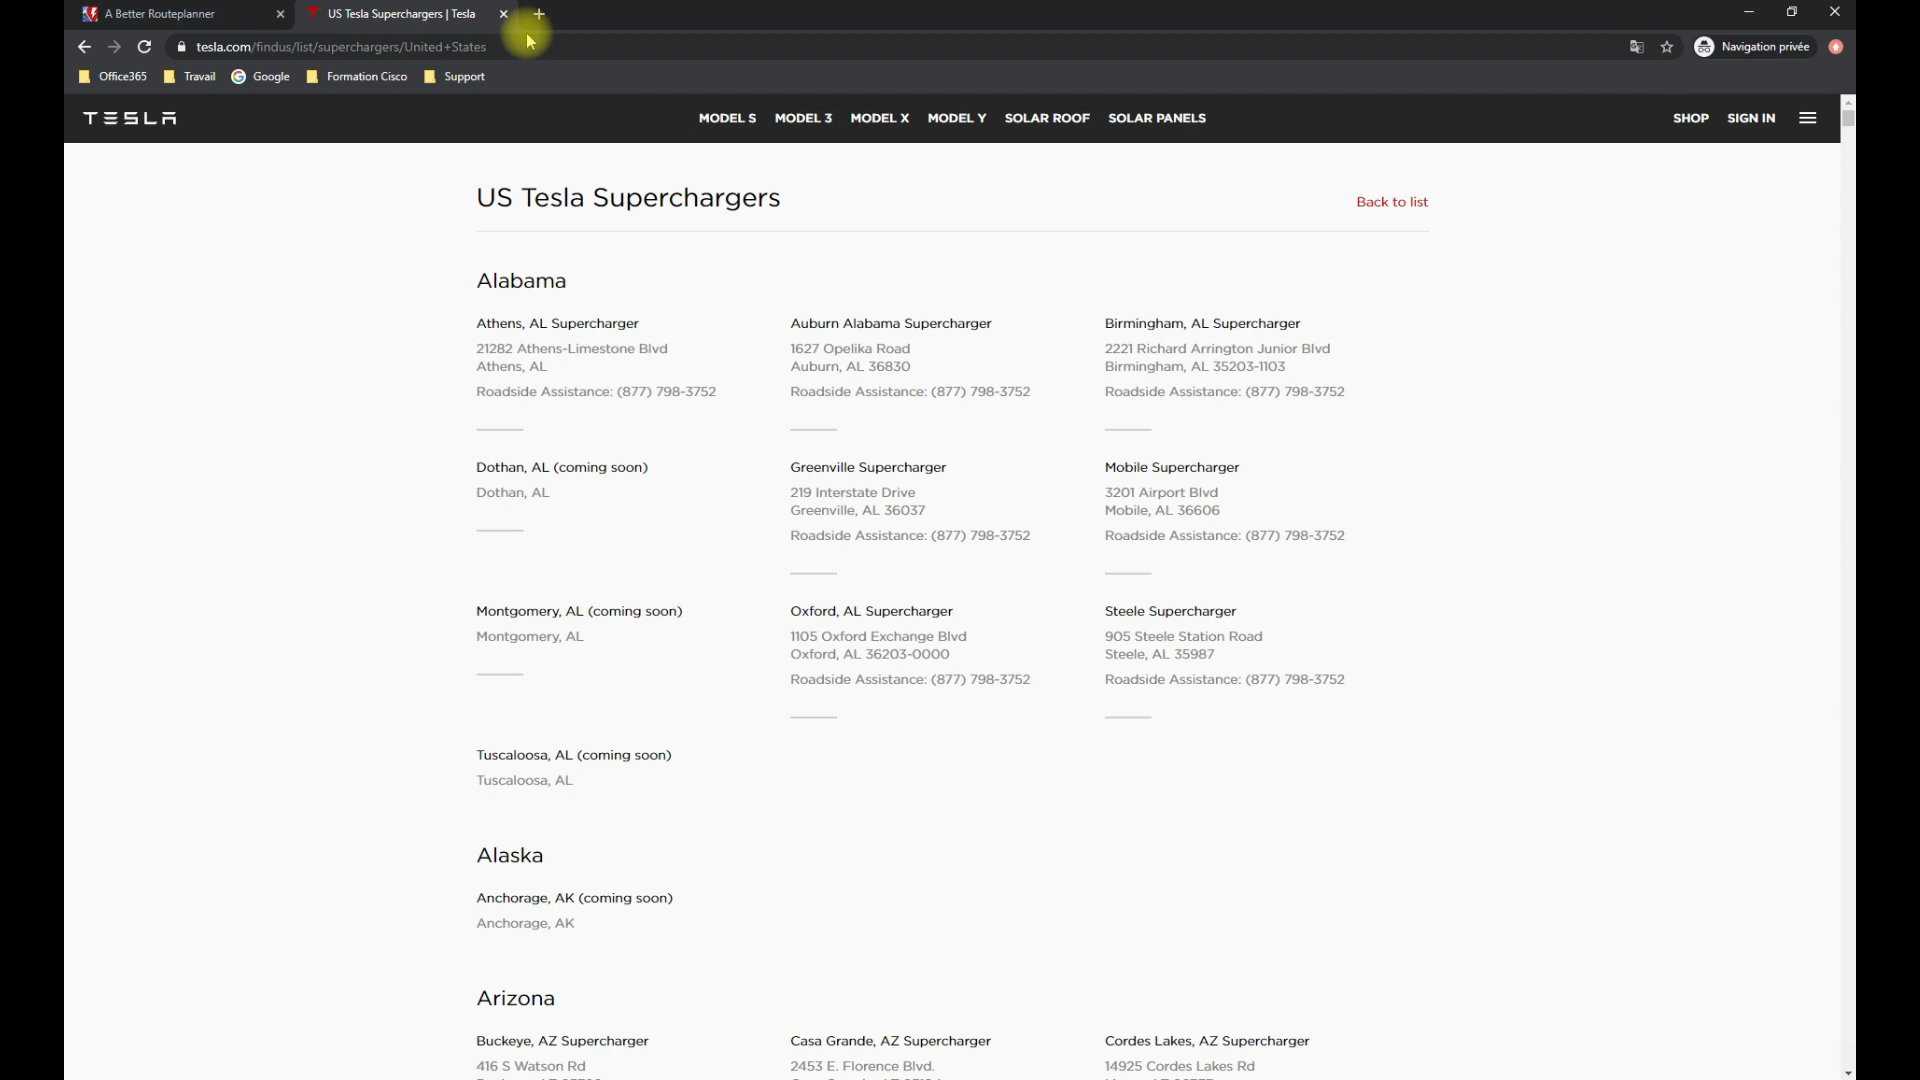 A Better Routeplanner
US Tesla Superchargers | Tesla
tesla.com/findus/list/superchargers/United+States
Navigation privée
Office365
Travail
Google
Formation Cisco
Support
TESLA
MODEL S
MODEL 3
MODEL X
MODEL Y
SOLAR ROOF
SOLAR PANELS
SHOP
SIGN IN
US Tesla Superchargers
Back to list
Alabama
Athens, AL Supercharger
21282 Athens-Limestone Blvd
Athens, AL
Roadside Assistance: (877) 798-3752
Auburn Alabama Supercharger
1627 Opelika Road
Auburn, AL 36830
Roadside Assistance: (877) 798-3752
Birmingham, AL Supercharger
2221 Richard Arrington Junior Blvd
Birmingham, AL 35203-1103
Roadside Assistance: (877) 798-3752
Dothan, AL (coming soon)
Dothan, AL
Greenville Supercharger
219 Interstate Drive
Greenville, AL 36037
Roadside Assistance: (877) 798-3752
Mobile Supercharger
3201 Airport Blvd
Mobile, AL 36606
Roadside Assistance: (877) 798-3752
Montgomery, AL (coming soon)
Montgomery, AL
Oxford, AL Supercharger
1105 Oxford Exchange Blvd
Oxford, AL 36203-0000
Roadside Assistance: (877) 798-3752
Steele Supercharger
905 Steele Station Road
Steele, AL 35987
Roadside Assistance: (877) 798-3752
Tuscaloosa, AL (coming soon)
Tuscaloosa, AL
Alaska
Anchorage, AK (coming soon)
Anchorage, AK
Arizona
Buckeye, AZ Supercharger
416 S Watson Rd
Casa Grande, AZ Supercharger
2453 E. Florence Blvd.
Cordes Lakes, AZ Supercharger
14925 Cordes Lakes Rd